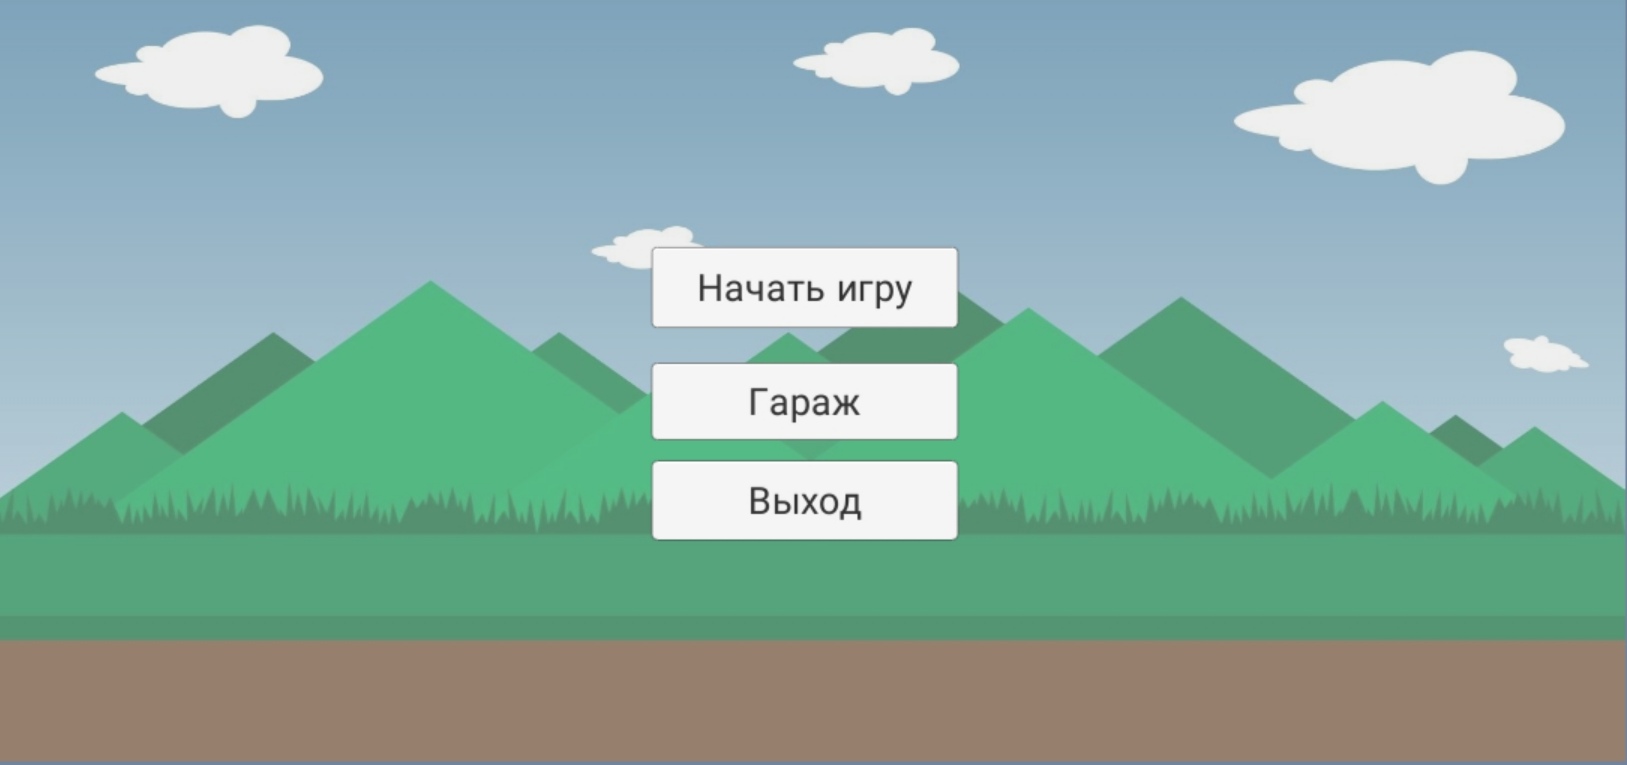 Начать игру
Гараж
Выход